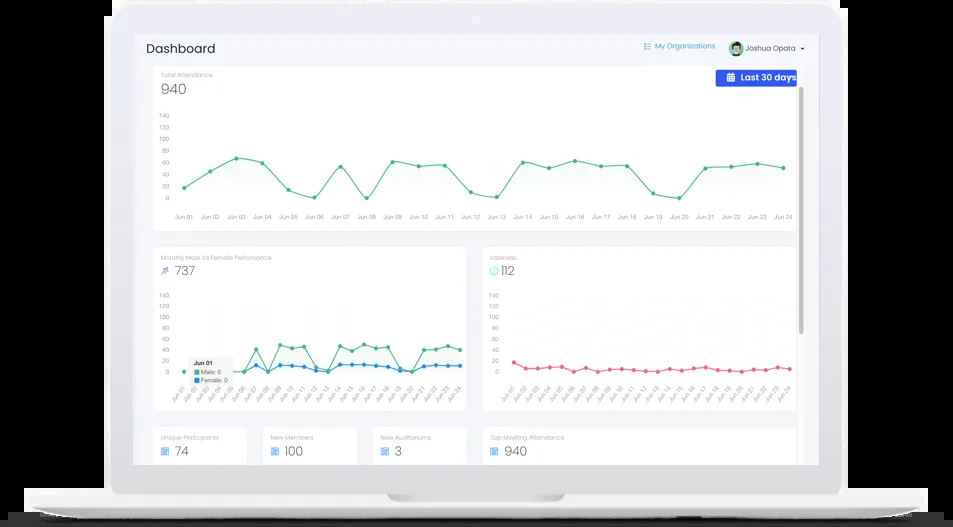 Dashboard
My Organizations
Joshua Opata
Total Attendance
940
Last 30 days
140
120
100
80
60
40
20
0
Jun 01 Jun 02 Jun 03 Jun 04 Jun 05 Jun 06 Jun 07 Jun 08 Jun 09 Jun 10 Jun 11 Jun 12 Jun 13 Jun 14 Jun 15 Jun 16 Jun 17 Jun 18 Jun 19 Jun 20 Jun 21 Jun 22 Jun 23 Jun 24
Monthly Male Vs Female Perfomance
737
140
120
100
80
60
40
20
0
Jun 01
Male: 0
Female: 0
Jun 01 Jun 02 Jun 03 Jun 04 Jun 05 Jun 06 Jun 07 Jun 08 Jun 09 Jun 10 Jun 11 Jun 12 Jun 13 Jun 14 Jun 15 Jun 16 Jun 17 Jun 18 Jun 19 Jun 20 Jun 21 Jun 22 Jun 23 Jun 24
Lateness
112
140
120
100
80
60
40
20
0
Jun 01 Jun 02 Jun 03 Jun 04 Jun 05 Jun 06 Jun 07 Jun 08 Jun 09 Jun 10 Jun 11 Jun 12 Jun 13 Jun 14 Jun 15 Jun 16 Jun 17 Jun 18 Jun 19 Jun 20 Jun 21 Jun 22 Jun 23 Jun 24
Unique Participants
74
New Members
100
New Auditoriums
3
Top Meeting Attendance
940